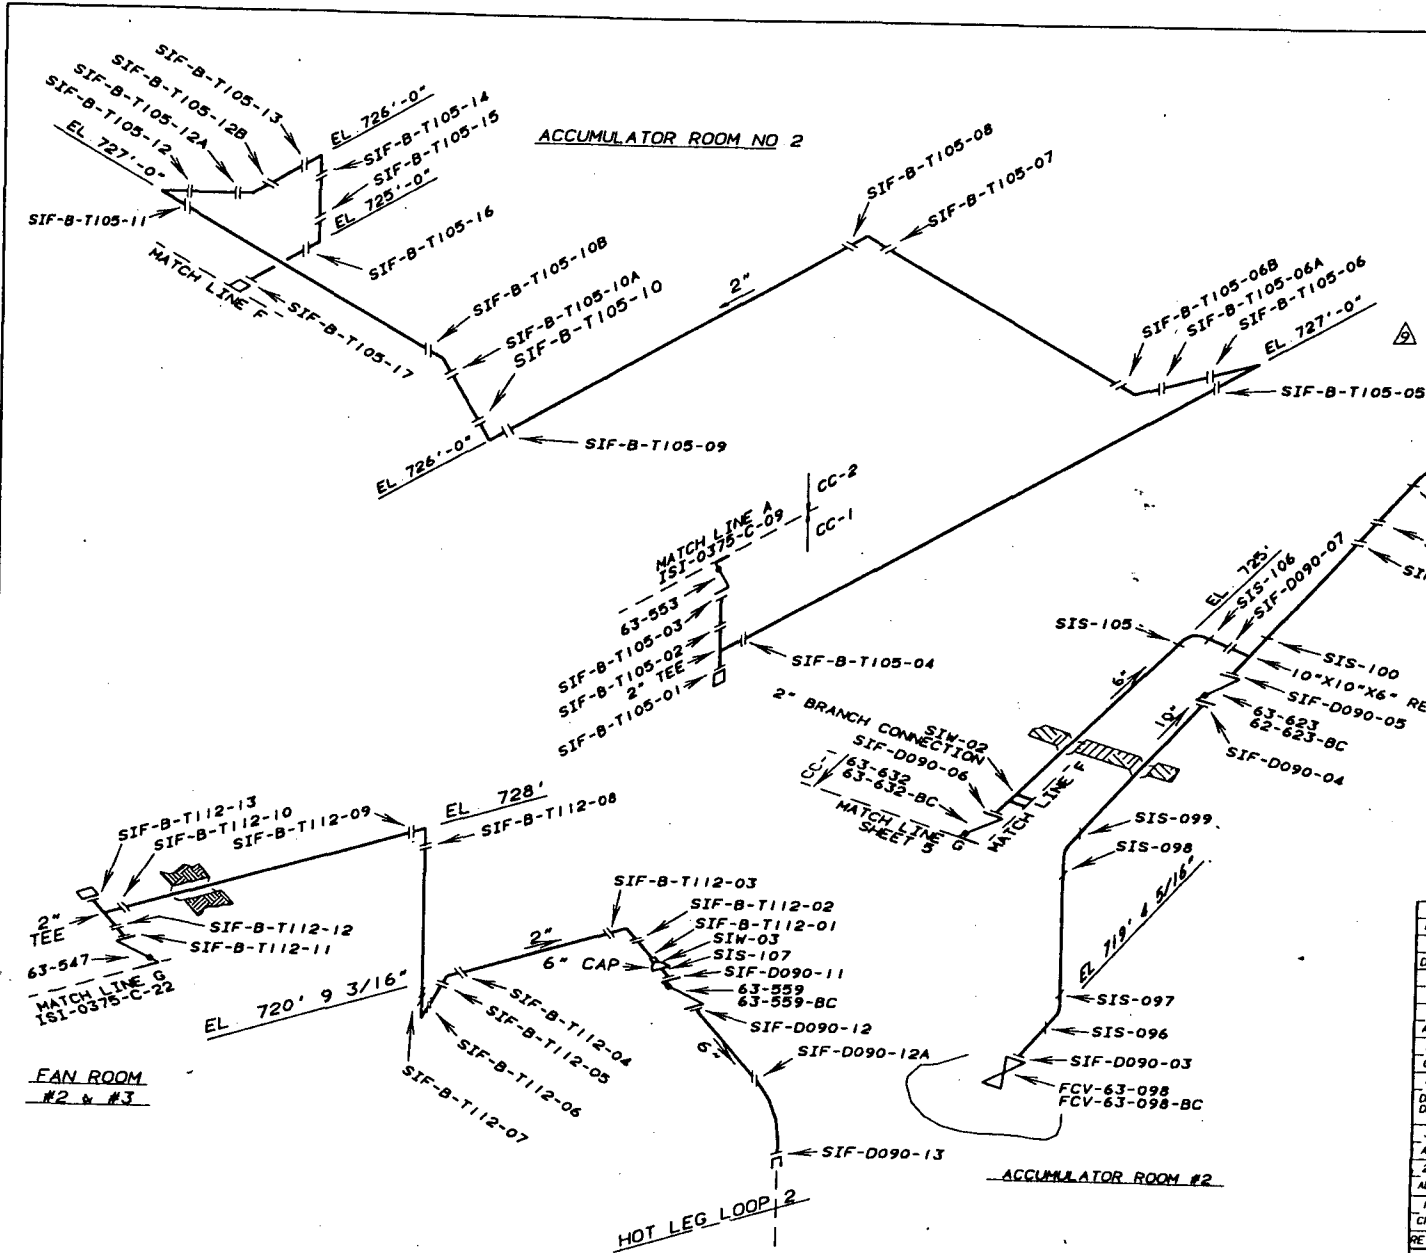 SIF-B-T105-13
SIF-B-T105-12B
SIF-B-T105-12A
SIF-B-T105-12
EL 727'-0"
EL 726'-0"
SIF-B-T105-14
SIF-B-T105-15
EL 725'-0"
SIF-B-T105-16
SIF-B-T105-11
MATCH LINE F
SIF-B-T105-17
ACCUMULATOR ROOM NO 2
SIF-B-T105-10B
SIF-B-T105-10A
SIF-B-T105-10
EL 726'-0"
SIF-B-T105-09
2"
SIF-B-T105-08
SIF-B-T105-07
SIF-B-T105-06B
SIF-B-T105-06A
SIF-B-T105-06
EL 727'-0"
9
SIF-B-T105-05
CC-2
CC-1
MATCH LINE A
ISI-0375-C-09
63-553
SIF-B-T105-03
SIF-B-T105-02
2" TEE
SIF-B-T105-01
SIF-B-T105-04
EL 725'
SIS-106
SIF-D090-07
SIS-105
SIS-100
10"X10"X6" RE
SIF-D090-05
63-623
62-623-BC
SIF-D090-04
6"
10"
2" BRANCH CONNECTION
SIW-02
SIF-D090-06
63-632
63-632-BC
CC-1
MATCH LINE G
SHEET 5
MATCH LINE F
SIS-099
SIS-098
EL 719' 4 5/16"
SIS-097
SIS-096
SIF-D090-03
FCV-63-098
FCV-63-098-BC
ACCUMULATOR ROOM #2
SIF-B-T112-13
SIF-B-T112-10
SIF-B-T112-09
EL 728'
SIF-B-T112-08
2"
TEE
SIF-B-T112-12
SIF-B-T112-11
63-547
MATCH LINE G
ISI-0375-C-22
EL 720' 9 3/16"
FAN ROOM
#2 & #3
SIF-B-T112-03
SIF-B-T112-02
SIF-B-T112-01
SIW-03
SIS-107
2"
6" CAP
SIF-D090-11
63-559
63-559-BC
SIF-D090-12
SIF-D090-12A
6"
SIF-B-T112-04
SIF-B-T112-05
SIF-B-T112-06
SIF-B-T112-07
SIF-D090-13
HOT LEG LOOP 2